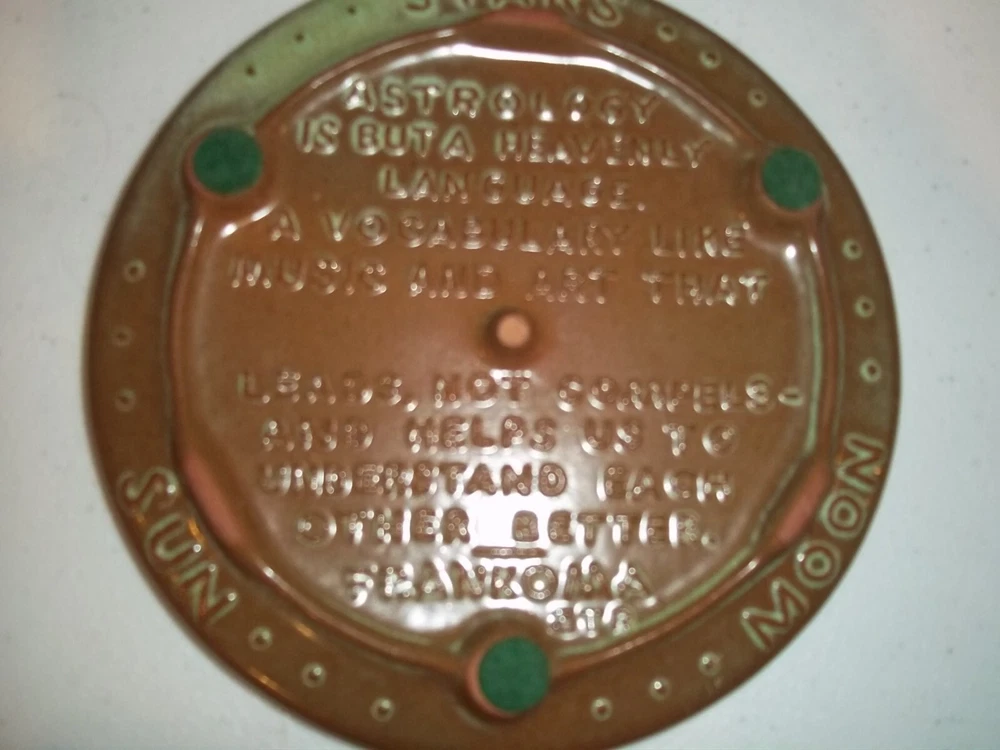 STARS
ASTROLOGY
IS BUT A HEAVENLY
LANGUAGE.
A VOCABULARY LIKE
MUSIC AND ART THAT
LEADS, NOT COMPELS-
AND HELPS US TO
UNDERSTAND EACH
OTHER BETTER.
FRANKOMA
SUN
MOON